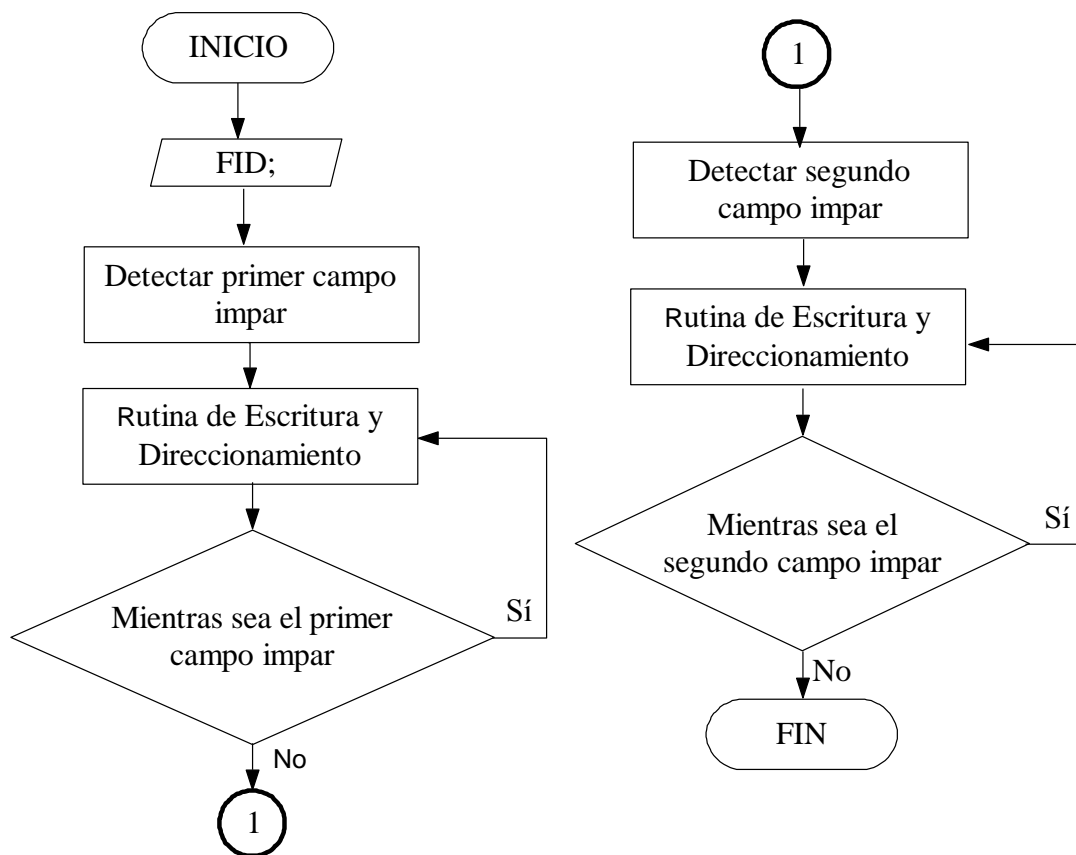 INICIO
FID;
Detectar primer campo
impar
Rutina de Escritura y
Direccionamiento
Mientras sea el primer
campo impar
Sí
No
1
1
Detectar segundo
campo impar
Rutina de Escritura y
Direccionamiento
Mientras sea el
segundo campo impar
Sí
No
FIN